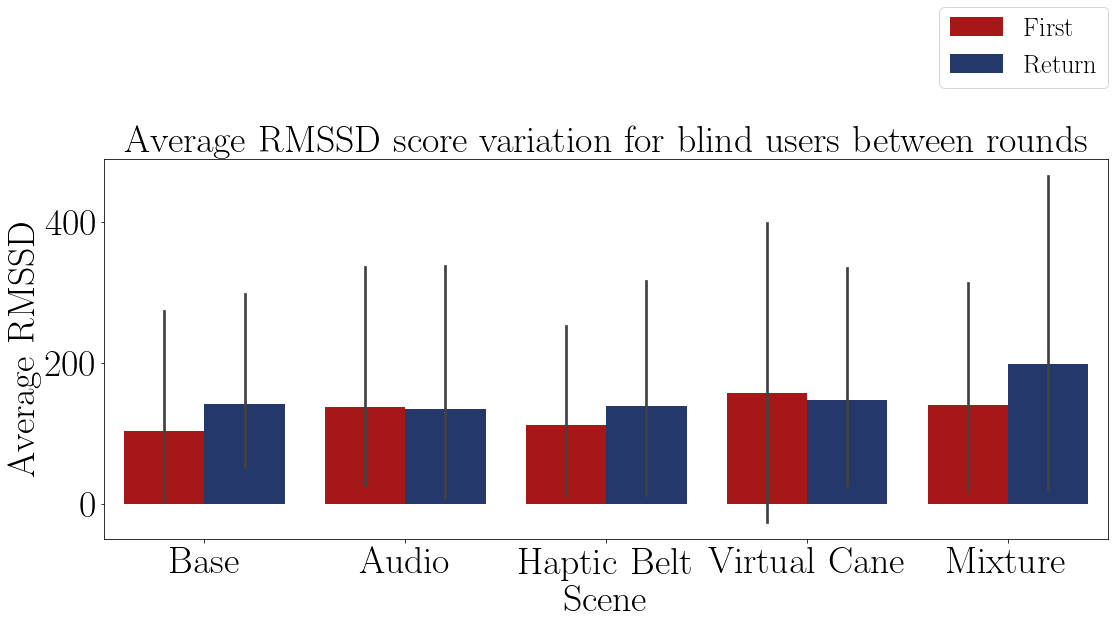 First
Return
Average RMSSD score variation for blind users between rounds
Average RMSSD
400
200
0
Base
Audio
Haptic Belt
Virtual Cane
Mixture
Scene